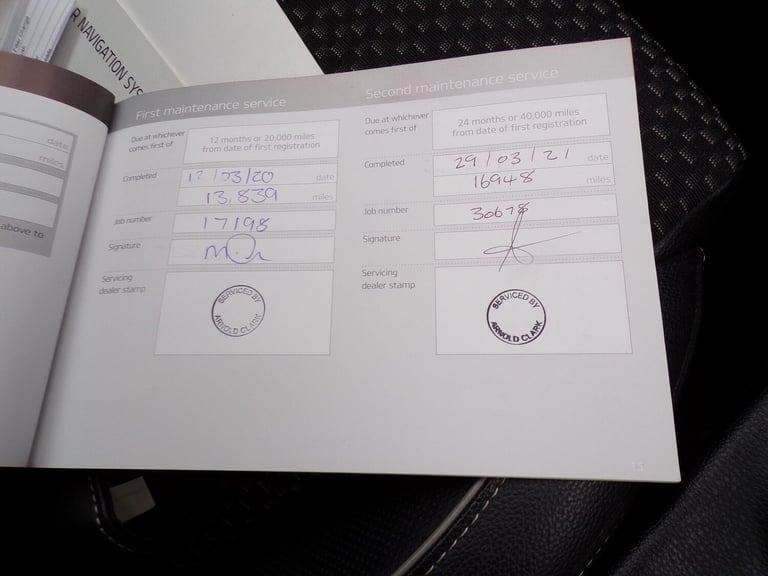 R NAVIGATION SYS
date
miles
above to
First maintenance service
Due at whichever
comes first of
12 months or 20,000 miles
from date of first registration
Completed
12/03/20 date
13,839 miles
Job number
17198
Signature
Servicing
dealer stamp
SERVICED BY
ARNOLD CLARK
Second maintenance service
Due at whichever
comes first of
24 months or 40,000 miles
from date of first registration
Completed
29/03/21 date
16948 miles
Job number
30678
Signature
Servicing
dealer stamp
SERVICED BY
ARNOLD CLARK